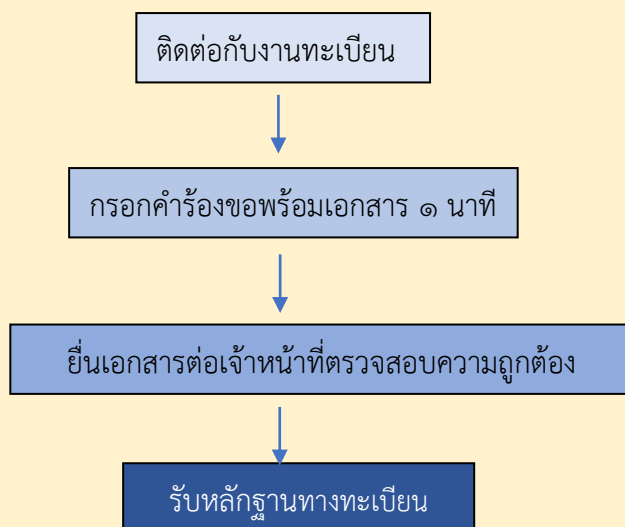 ติดต่อกับงานทะเบียน
กรอกคำร้องขอพร้อมเอกสาร ๑ นาที
ยื่นเอกสารต่อเจ้าหน้าที่ตรวจสอบความถูกต้อง
รับหลักฐานทางทะเบียน